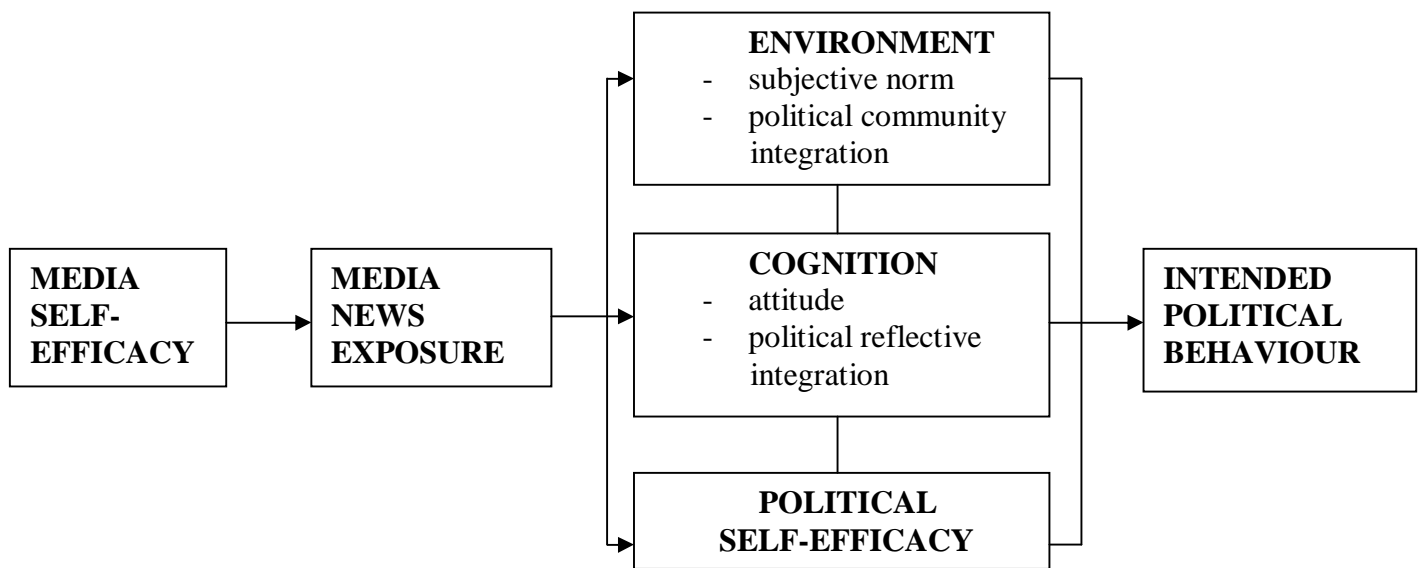 ENVIRONMENT
- subjective norm
- political community
integration
MEDIA
SELF-
EFFICACY
MEDIA
NEWS
EXPOSURE
COGNITION
- attitude
- political reflective
integration
INTENDED
POLITICAL
BEHAVIOUR
POLITICAL
SELF-EFFICACY